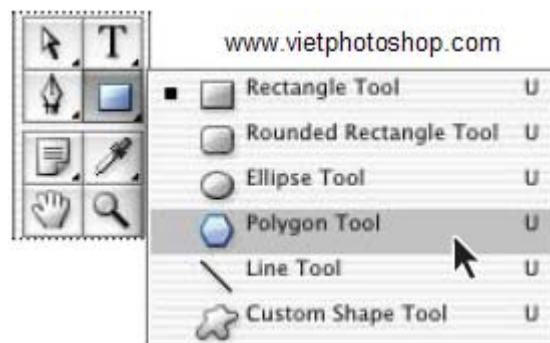 T
www.vietphotoshop.com
Rectangle Tool U
Rounded Rectangle Tool U
Ellipse Tool U
Polygon Tool U
Line Tool U
Custom Shape Tool U